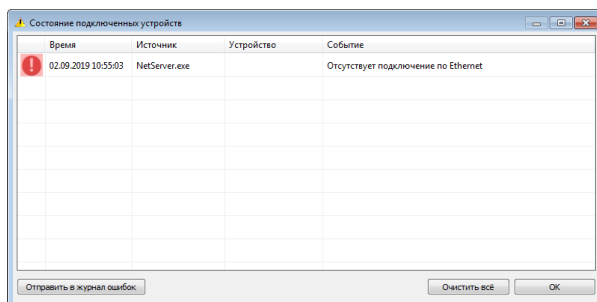 Состояние подключенных устройств
Время Источник Устройство Событие
02.09.2019 10:55:03 NetServer.exe Отсутствует подключение по Ethernet
Отправить в журнал ошибок Очистить всё ОК